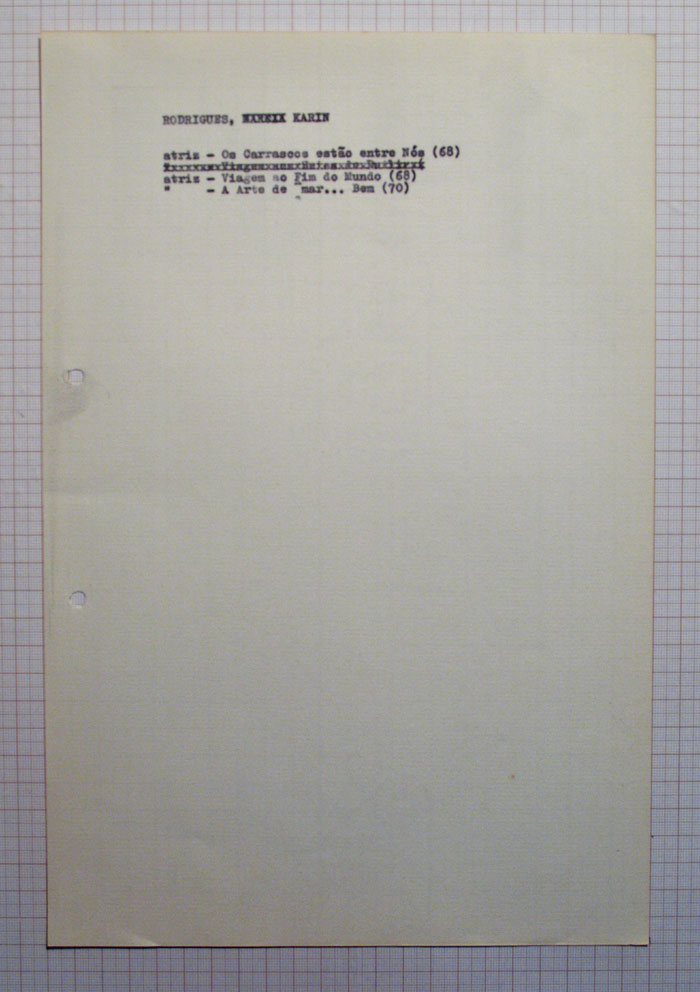 RODRIGUES, KARIN
atriz - Os Carrascos estão entre Nós (68)
atriz - Viagem ao Fim do Mundo (68)
" - A Arte de mar... Bem (70)